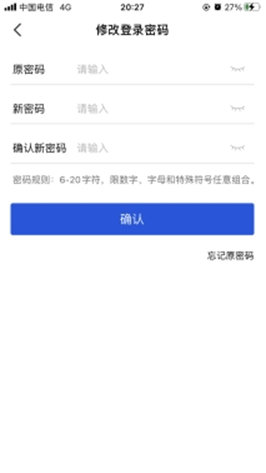 中国电信 4G 20:27 27%
修改登录密码
原密码 请输入
新密码 请输入
确认新密码 请输入
密码规则：6-20字符，限数字、字母和特殊符号任意组合。
确认
忘记原密码